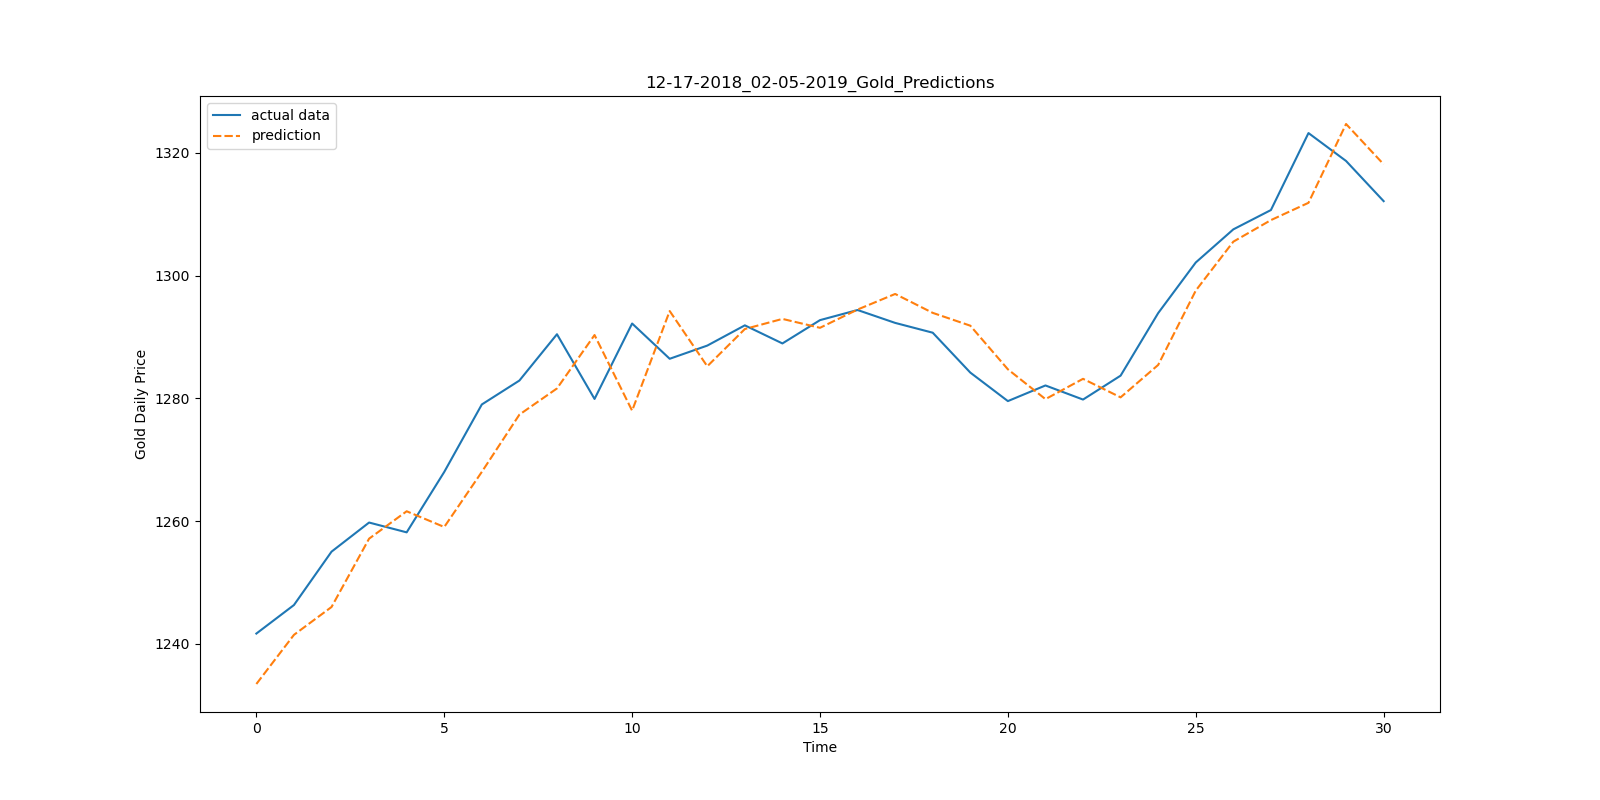 12-17-2018_02-05-2019_Gold_Predictions
actual data
prediction
1320
1300
1280
1260
1240
Gold Daily Price
0 5 10 15 20 25 30
Time